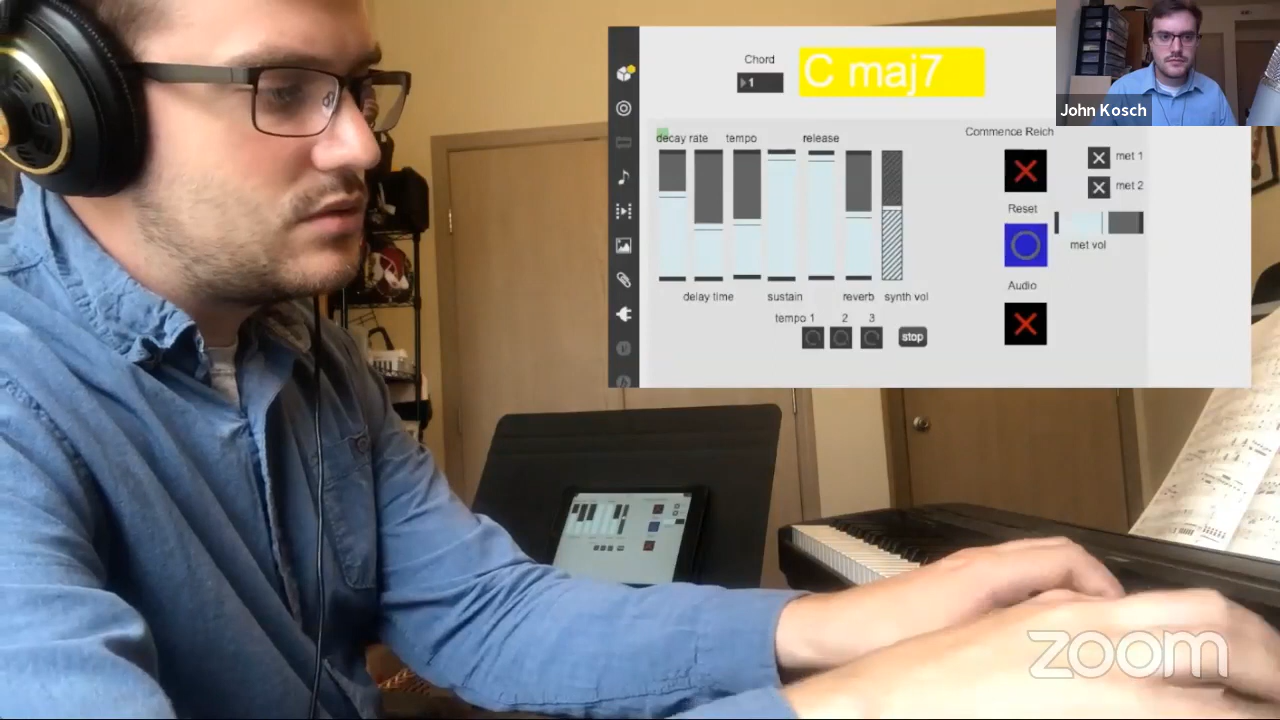 Chord
1
C maj7
John Kosch
decay rate
tempo
release
Commence Reich
met 1
met 2
Reset
met vol
delay time
sustain
reverb
synth vol
Audio
tempo 1
2
3
stop
zoom